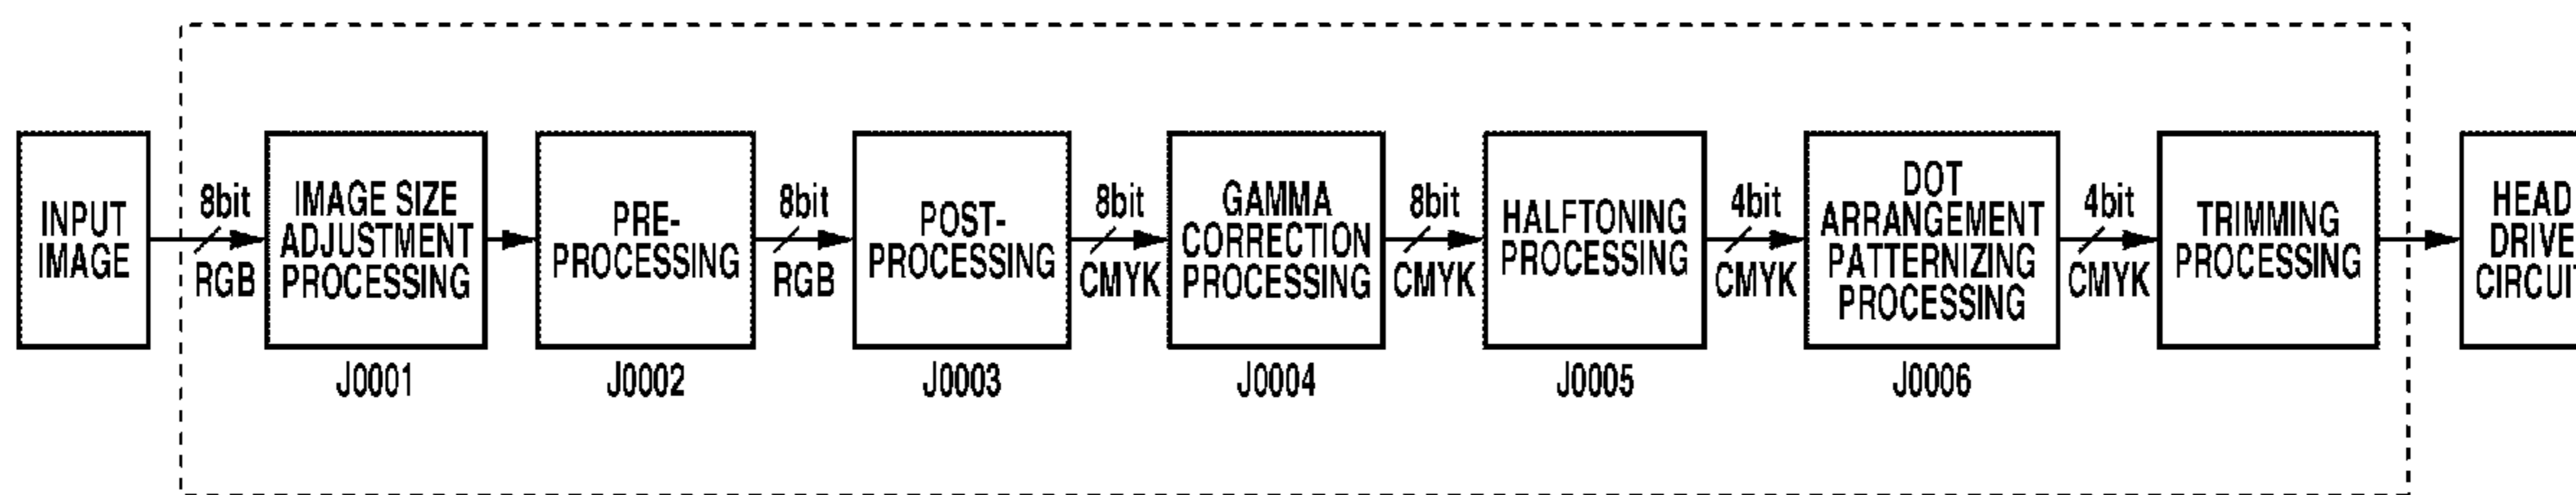 INPUT
IMAGE
8bit
RGB
IMAGE SIZE
ADJUSTMENT
PROCESSING
J0001
PRE-
PROCESSING
J0002
8bit
RGB
POST-
PROCESSING
J0003
8bit
CMYK
GAMMA
CORRECTION
PROCESSING
J0004
8bit
CMYK
HALFTONING
PROCESSING
J0005
4bit
CMYK
DOT
ARRANGEMENT
PATTERNIZING
PROCESSING
J0006
4bit
CMYK
TRIMMING
PROCESSING
HEAD
DRIVE
CIRCUI